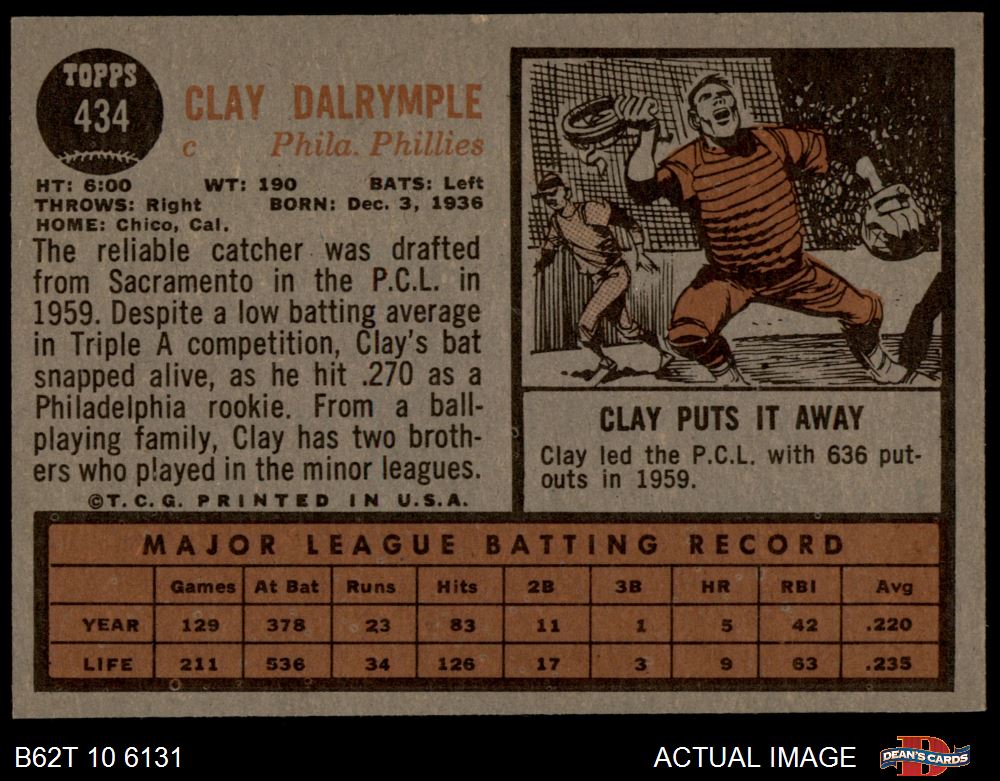 TOPPS
434
CLAY DALRYMPLE
c Phila. Phillies
HT: 6:00 WT: 190 BATS: Left
THROWS: Right BORN: Dec. 3, 1936
HOME: Chico, Cal.
The reliable catcher was drafted
from Sacramento in the P.C.L. in
1959. Despite a low batting average
in Triple A competition, Clay's bat
snapped alive, as he hit .270 as a
Philadelphia rookie. From a ball-
playing family, Clay has two broth-
ers who played in the minor leagues.
©T.C.G. PRINTED IN U.S.A.
CLAY PUTS IT AWAY
Clay led the P.C.L. with 636 put-
outs in 1959.
MAJOR LEAGUE BATTING RECORD
Games At Bat Runs Hits 2B 3B HR RBI Avg
YEAR 129 378 23 83 11 1 5 42 .220
LIFE 211 536 34 126 17 3 9 63 .235
B62T 10 6131 ACTUAL IMAGE DEAN'S CARDS